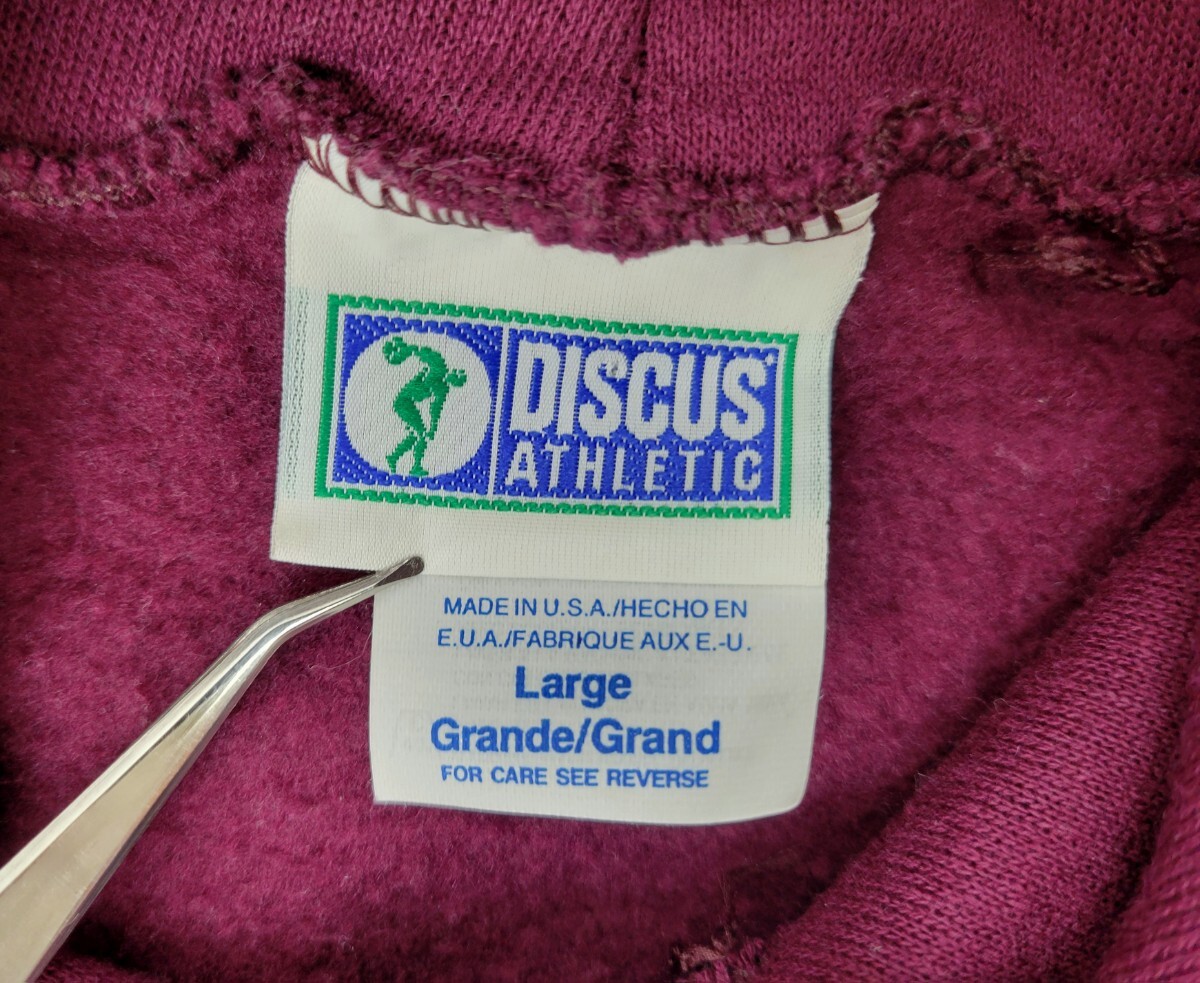 DISCUS
ATHLETIC
MADE IN U.S.A./HECHO EN
E.U.A./FABRIQUE AUX E.-U.
Large
Grande/Grand
FOR CARE SEE REVERSE